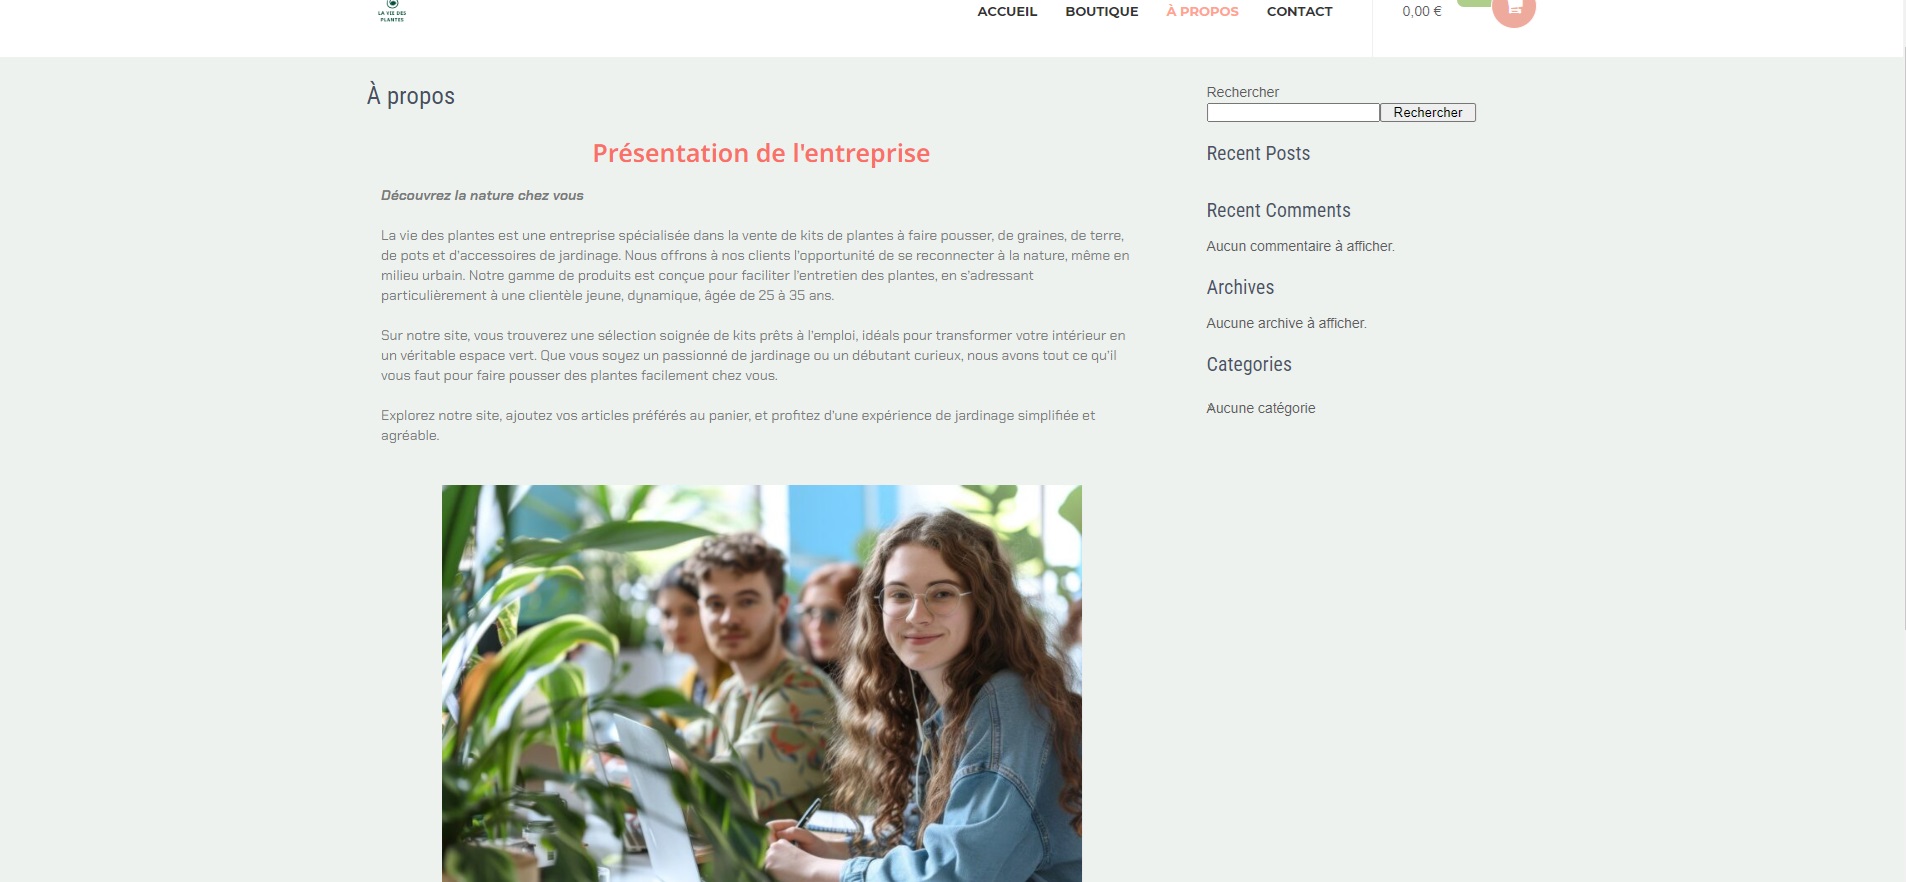 LA VIE DES
PLANTES
ACCUEIL
BOUTIQUE
À PROPOS
CONTACT
0,00 €
À propos
Présentation de l'entreprise
Découvrez la nature chez vous
La vie des plantes est une entreprise spécialisée dans la vente de kits de plantes à faire pousser, de graines, de terre,
de pots et d'accessoires de jardinage. Nous offrons à nos clients l'opportunité de se reconnecter à la nature, même en
milieu urbain. Notre gamme de produits est conçue pour faciliter l'entretien des plantes, en s'adressant
particulièrement à une clientèle jeune, dynamique, âgée de 25 à 35 ans.
Sur notre site, vous trouverez une sélection soignée de kits prêts à l'emploi, idéals pour transformer votre intérieur en
un véritable espace vert. Que vous soyez un passionné de jardinage ou un débutant curieux, nous avons tout ce qu'il
vous faut pour faire pousser des plantes facilement chez vous.
Explorez notre site, ajoutez vos articles préférés au panier, et profitez d'une expérience de jardinage simplifiée et
agréable.
Rechercher
Rechercher
Recent Posts
Recent Comments
Aucun commentaire à afficher.
Archives
Aucune archive à afficher.
Categories
Aucune catégorie